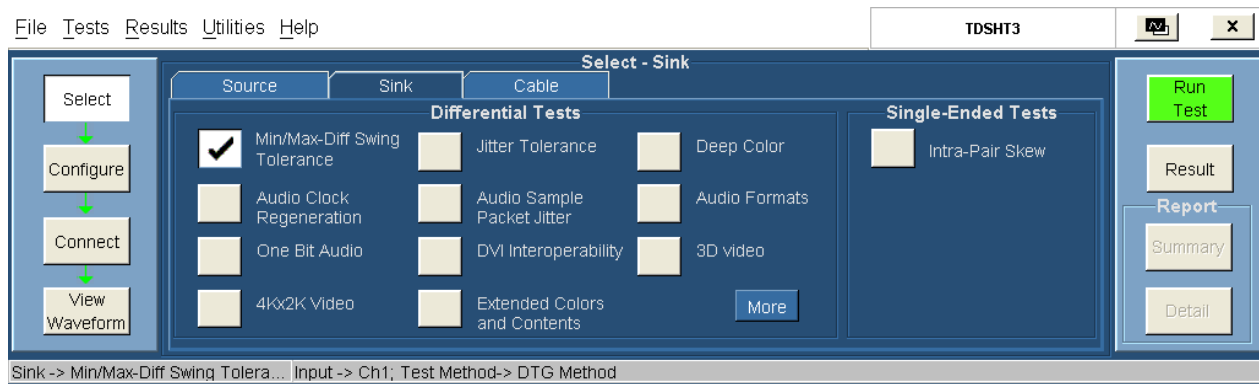 File Tests Results Utilities Help
TDSHT3
x
Select - Sink
Select
Configure
Connect
View
Waveform
Source Sink Cable
Differential Tests
Min/Max-Diff Swing
Tolerance
Jitter Tolerance
Deep Color
Audio Clock
Regeneration
Audio Sample
Packet Jitter
Audio Formats
One Bit Audio
DVI Interoperability
3D video
4Kx2K Video
Extended Colors
and Contents
More
Single-Ended Tests
Intra-Pair Skew
Run
Test
Result
Report
Summary
Detail
Sink -> Min/Max-Diff Swing Tolera... Input -> Ch1; Test Method-> DTG Method